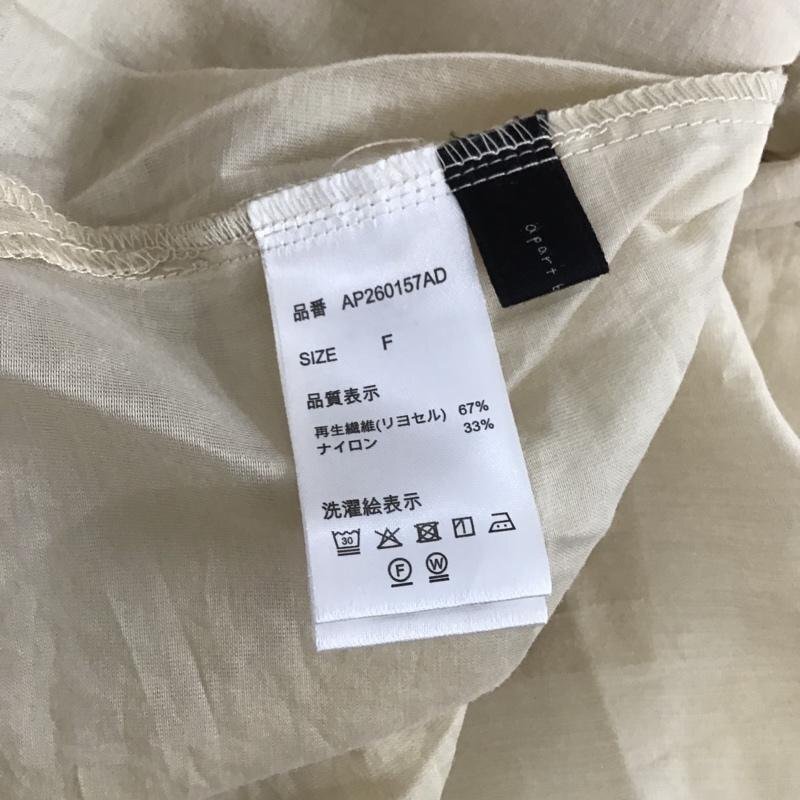 品番 AP260157AD
SIZE F
品質表示
再生繊維(リヨセル) 67%
ナイロン 33%
洗濯絵表示
30
F W